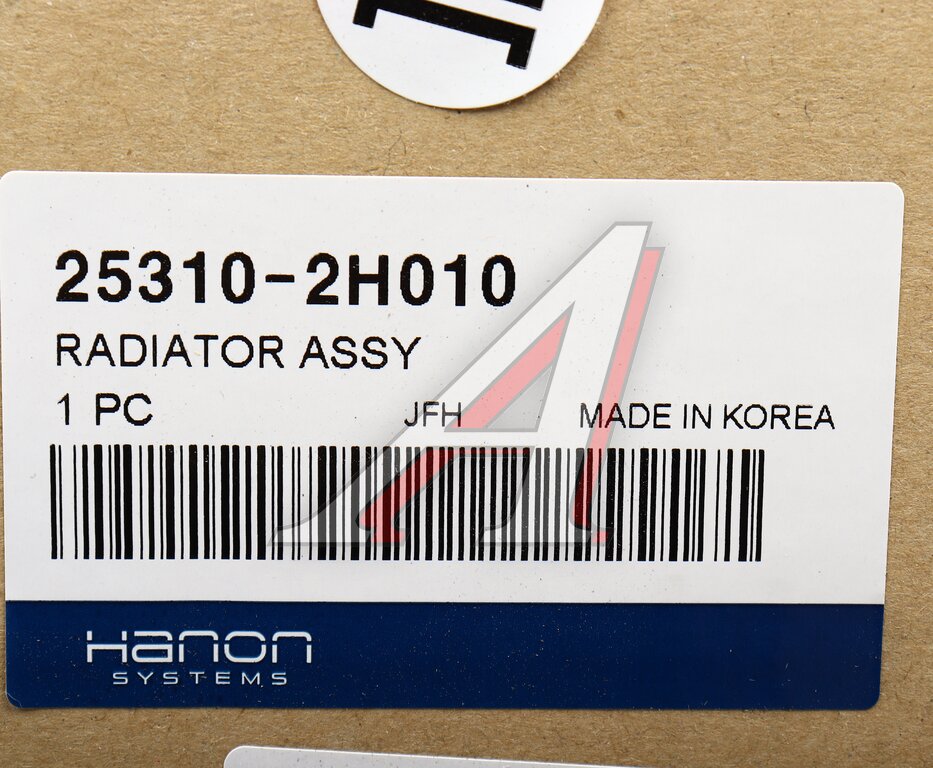 25310-2H010
RADIATOR ASSY
1 PC JFH MADE IN KOREA
Hanon
SYSTEMS